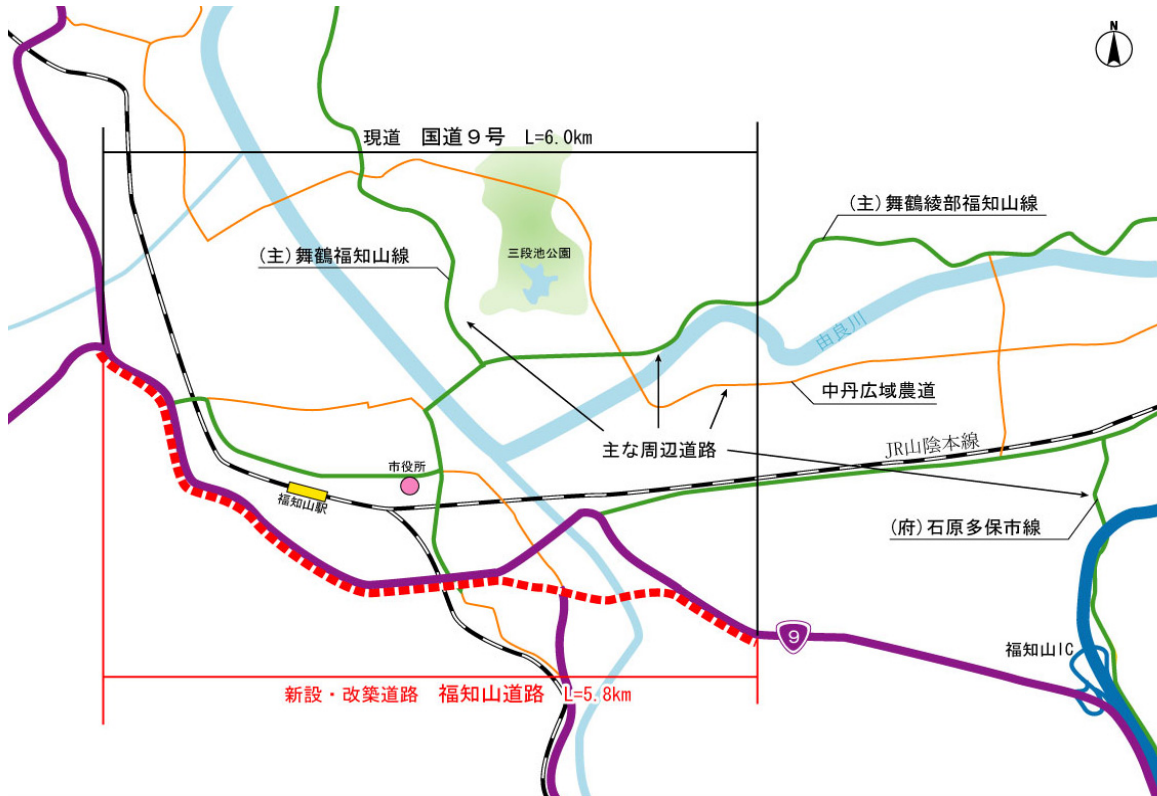 N
現道 国道9号 L=6.0km
(主)舞鶴綾部福知山線
(主)舞鶴福知山線
三段池公園
由良川
中丹広域農道
主な周辺道路
JR山陰本線
市役所
福知山駅
(府)石原多保市線
9
福知山IC
新設・改築道路 福知山道路 L=5.8km